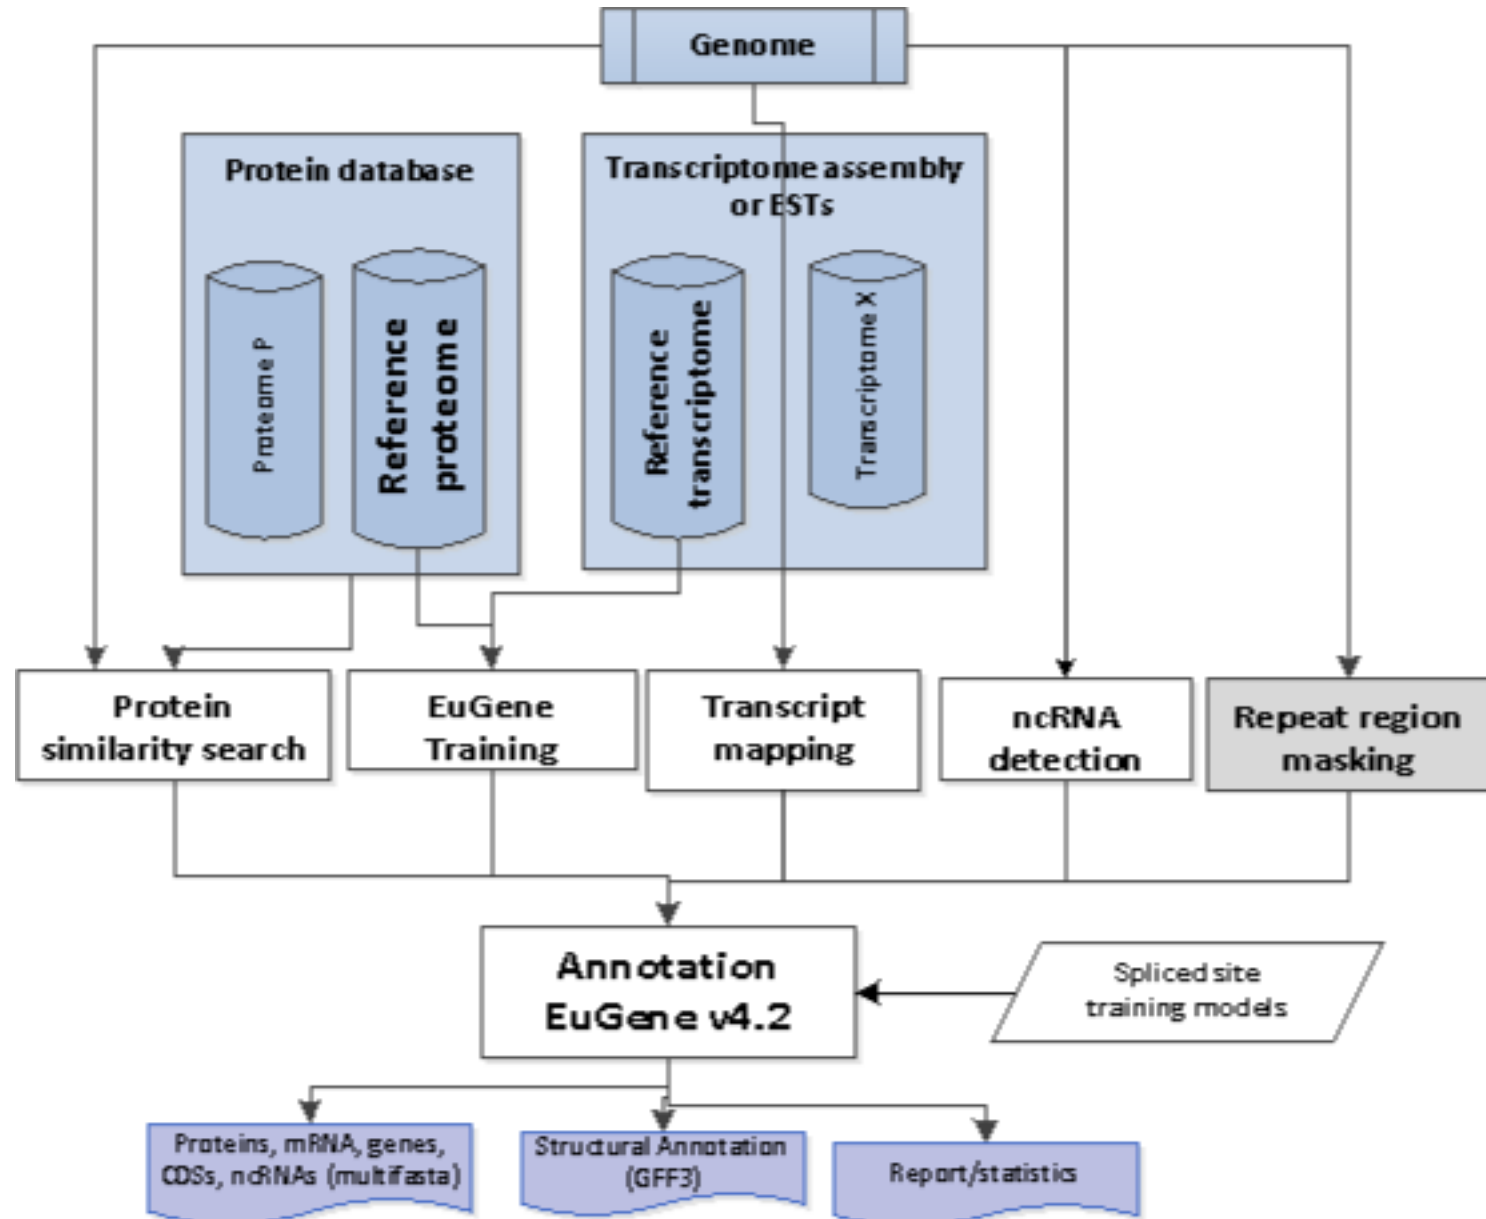 Genome
Protein database
Transcriptome assembly
or ESTs
Proteome P
Reference
proteome
Reference
transcriptome
Transcriptome X
Protein
similarity search
EuGene
Training
Transcript
mapping
ncRNA
detection
Repeat region
masking
Annotation
EuGene v4.2
Spliced site
training models
Proteins, mRNA, genes,
CDSs, ncRNAs (multifasta)
Structural Annotation
(GFF3)
Report/statistics